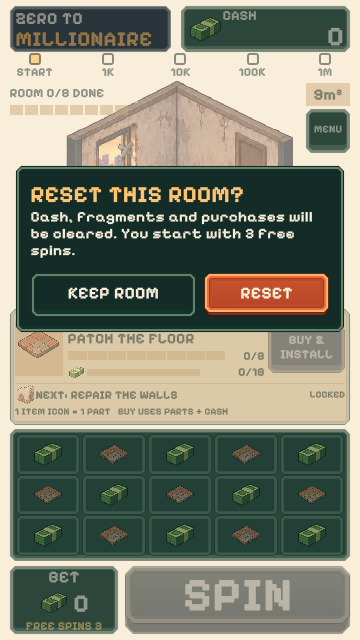 ZERO TO
MILLIONAIRE
CASH
0
START 1K 10K 100K 1M
ROOM 0/8 DONE
9m²
MENU
RESET THIS ROOM?
Cash, fragments and purchases will
be cleared. You start with 3 free
spins.
KEEP ROOM
RESET
PATCH THE FLOOR
0/8
0/18
BUY &
INSTALL
NEXT: REPAIR THE WALLS
LOCKED
1 ITEM ICON = 1 PART BUY USES PARTS + CASH
BET
0
FREE SPINS 3
SPIN